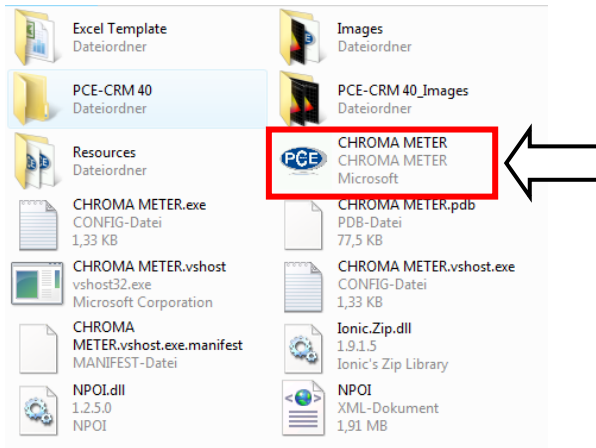 Excel Template
Dateiordner
Images
Dateiordner
PCE-CRM 40
Dateiordner
PCE-CRM 40_Images
Dateiordner
Resources
Dateiordner
PCE
CHROMA METER
CHROMA METER
Microsoft
CHROMA METER.exe
CONFIG-Datei
1,33 KB
CHROMA METER.pdb
PDB-Datei
77,5 KB
CHROMA METER.vshost
vshost32.exe
Microsoft Corporation
CHROMA METER.vshost.exe
CONFIG-Datei
1,33 KB
CHROMA
METER.vshost.exe.manifest
MANIFEST-Datei
Ionic.Zip.dll
1.9.1.5
Ionic's Zip Library
NPOI.dll
1.2.5.0
NPOI
NPOI
XML-Dokument
1,91 MB